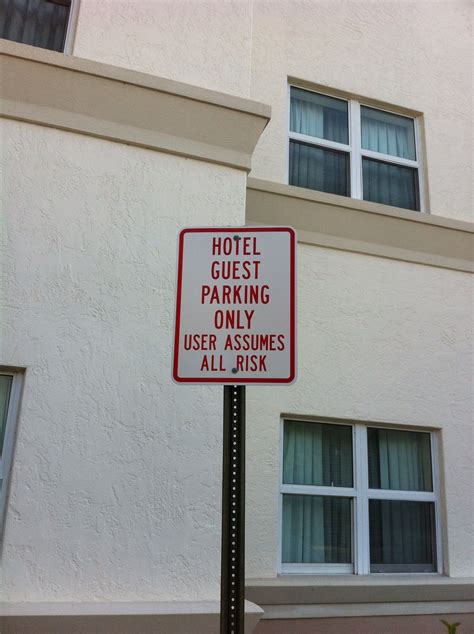 HOTEL
GUEST
PARKING
ONLY
USER ASSUMES
ALL RISK